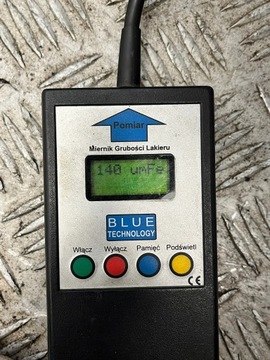 Pomiar
Miernik Grubości Lakieru
140 umFe
BLUE
TECHNOLOGY
Włącz Wyłącz Pamięć Podświetl
CE